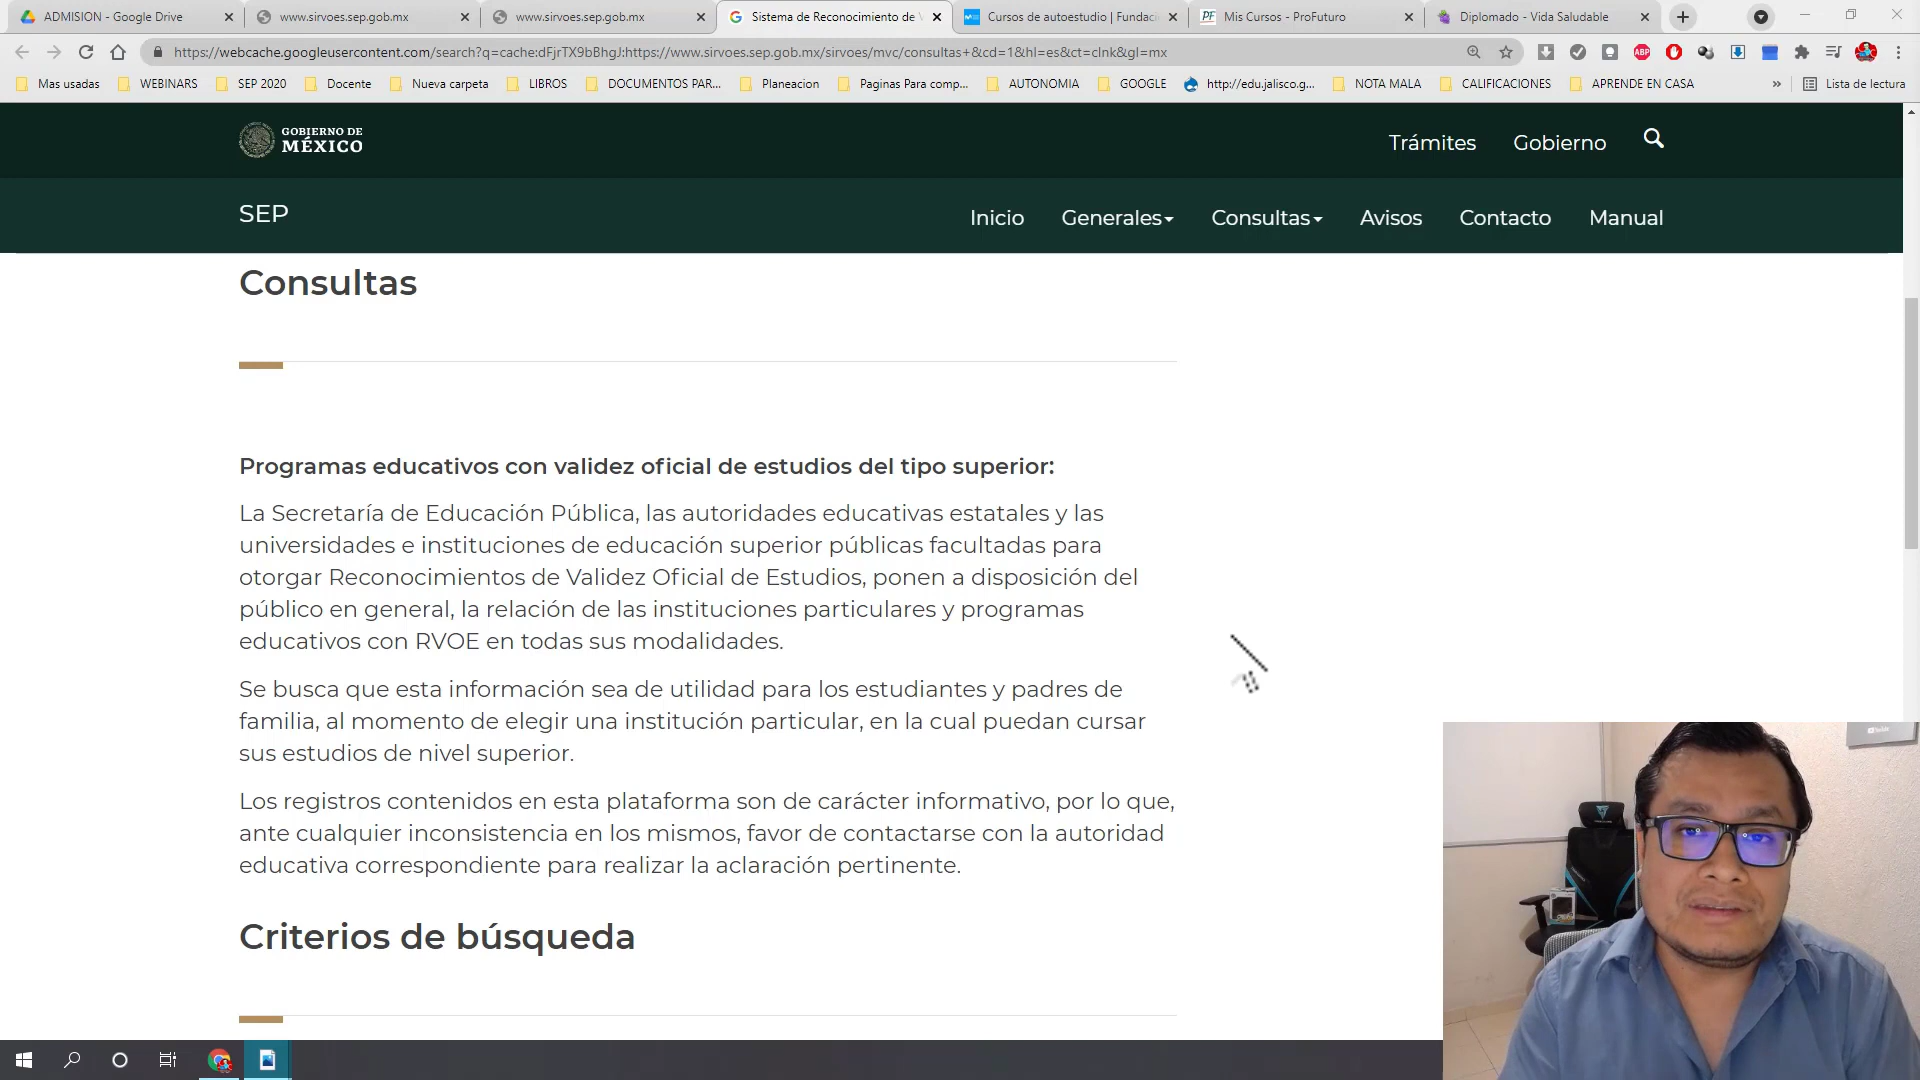 ADMISION - Google Drive
www.sirvoes.sep.gob.mx
www.sirvoes.sep.gob.mx
Sistema de Reconocimiento de
Cursos de autoestudio | Fundaci
Mis Cursos - ProFuturo
Diplomado - Vida Saludable
https://webcache.googleusercontent.com/search?q=cache:dFjrTX9bBhgJ:https://www.sirvoes.sep.gob.mx/sirvoes/mvc/consultas+&cd=1&hl=es&ct=clnk&gl=mx
ABP
Mas usadas
WEBINARS
SEP 2020
Docente
Nueva carpeta
LIBROS
DOCUMENTOS PAR...
Planeacion
Paginas Para comp...
AUTONOMIA
GOOGLE
http://edu.jalisco.g...
NOTA MALA
CALIFICACIONES
APRENDE EN CASA
»
Lista de lectura
GOBIERNO DE
MÉXICO
Trámites
Gobierno
SEP
Inicio
Generales
Consultas
Avisos
Contacto
Manual
Consultas
Programas educativos con validez oficial de estudios del tipo superior:
La Secretaría de Educación Pública, las autoridades educativas estatales y las
universidades e instituciones de educación superior públicas facultadas para
otorgar Reconocimientos de Validez Oficial de Estudios, ponen a disposición del
público en general, la relación de las instituciones particulares y programas
educativos con RVOE en todas sus modalidades.
Se busca que esta información sea de utilidad para los estudiantes y padres de
familia, al momento de elegir una institución particular, en la cual puedan cursar
sus estudios de nivel superior.
Los registros contenidos en esta plataforma son de carácter informativo, por lo que,
ante cualquier inconsistencia en los mismos, favor de contactarse con la autoridad
educativa correspondiente para realizar la aclaración pertinente.
Criterios de búsqueda
YouTube